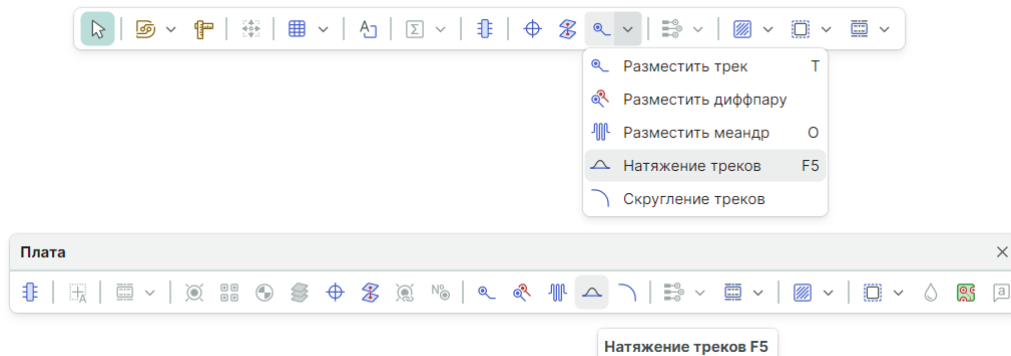 Разместить трек T
Разместить диффпару
Разместить меандр O
Натяжение треков F5
Скругление треков
Плата
Натяжение треков F5